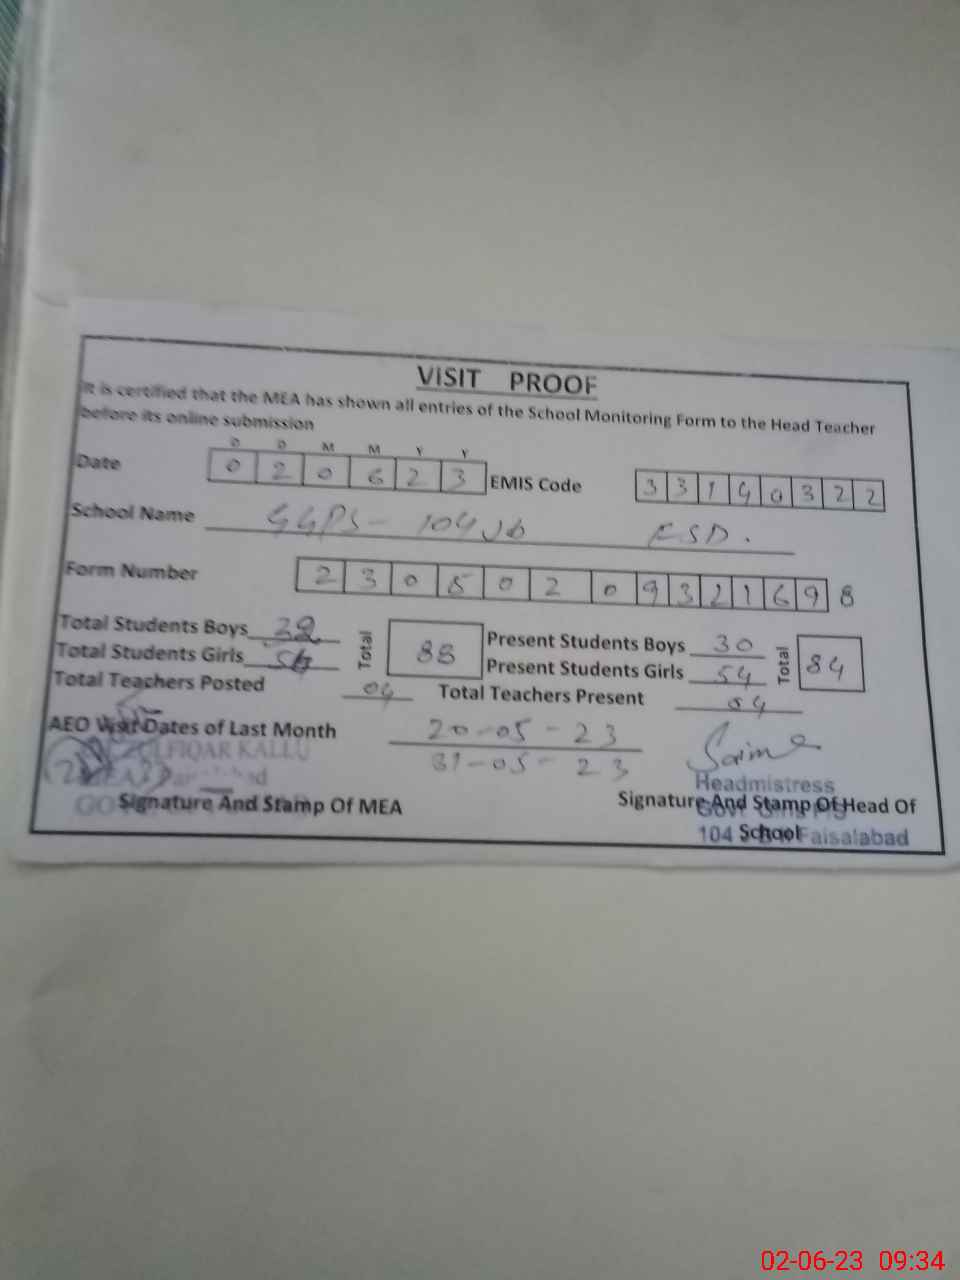 VISIT PROOF
It is certified that the MEA has shown all entries of the School Monitoring Form to the Head Teacher
before its online submission
D D M M Y Y
Date 0 2 0 6 2 3 EMIS Code 3 3 1 4 0 3 2 2
School Name GGPS - 104 Jb FSD.
Form Number 2 3 0 5 0 2 0 9 3 2 1 6 9 8
Total Students Boys Total 88 Present Students Boys 30 Total 84
Total Students Girls Present Students Girls 54
Total Teachers Posted 04 Total Teachers Present 04
AEO Visit Dates of Last Month 20-05-23
31-05-23
ZULFIQAR KALLU
Saima
Headmistress
Signature And Stamp Of MEA
Signature And Stamp Of Head Of
School
104 Faisalabad
02-06-23 09:34